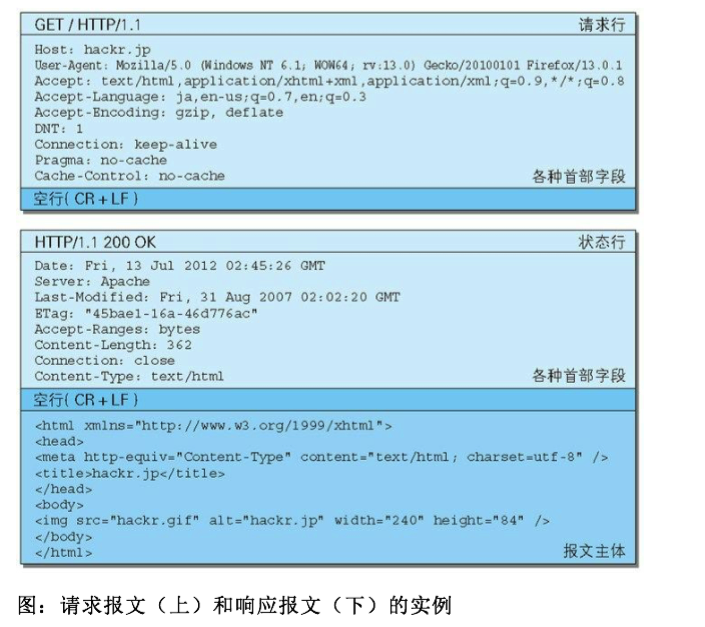 GET / HTTP/1.1 请求行
Host: hackr.jp
User-Agent: Mozilla/5.0 (Windows NT 6.1; WOW64; rv:13.0) Gecko/20100101 Firefox/13.0.1
Accept: text/html,application/xhtml+xml,application/xml;q=0.9,*/*;q=0.8
Accept-Language: ja,en-us;q=0.7,en;q=0.3
Accept-Encoding: gzip, deflate
DNT: 1
Connection: keep-alive
Pragma: no-cache
Cache-Control: no-cache 各种首部字段
空行( CR + LF )
HTTP/1.1 200 OK 状态行
Date: Fri, 13 Jul 2012 02:45:26 GMT
Server: Apache
Last-Modified: Fri, 31 Aug 2007 02:02:20 GMT
ETag: "45bae1-16a-46d776ac"
Accept-Ranges: bytes
Content-Length: 362
Connection: close
Content-Type: text/html 各种首部字段
空行( CR + LF )
<html xmlns="http://www.w3.org/1999/xhtml">
<head>
<meta http-equiv="Content-Type" content="text/html; charset=utf-8" />
<title>hackr.jp</title>
</head>
<body>
<img src="hackr.gif" alt="hackr.jp" width="240" height="84" />
</body>
</html> 报文主体
图：请求报文（上）和响应报文（下）的实例